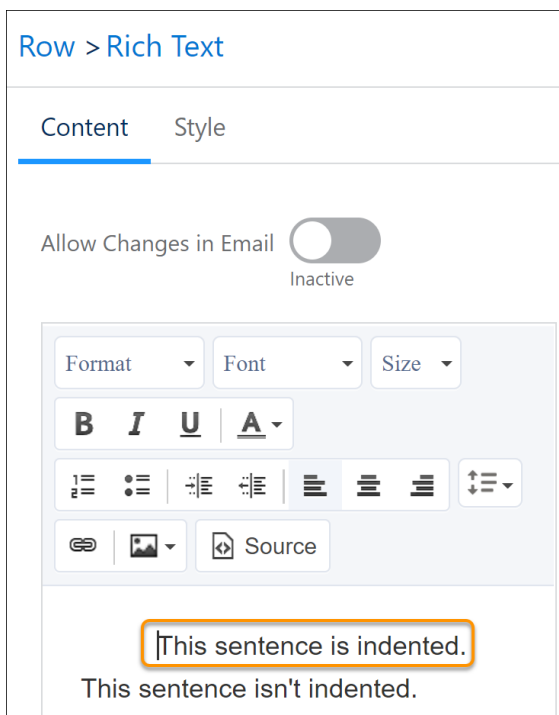 Row > Rich Text
Content Style
Allow Changes in Email
Inactive
Format Font Size
B I U A
Source
This sentence is indented.
This sentence isn't indented.